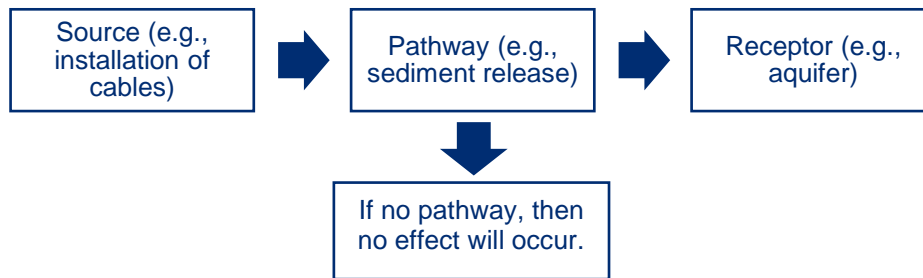 Source (e.g.,
installation of
cables)
Pathway (e.g.,
sediment release)
Receptor (e.g.,
aquifer)
If no pathway, then
no effect will occur.